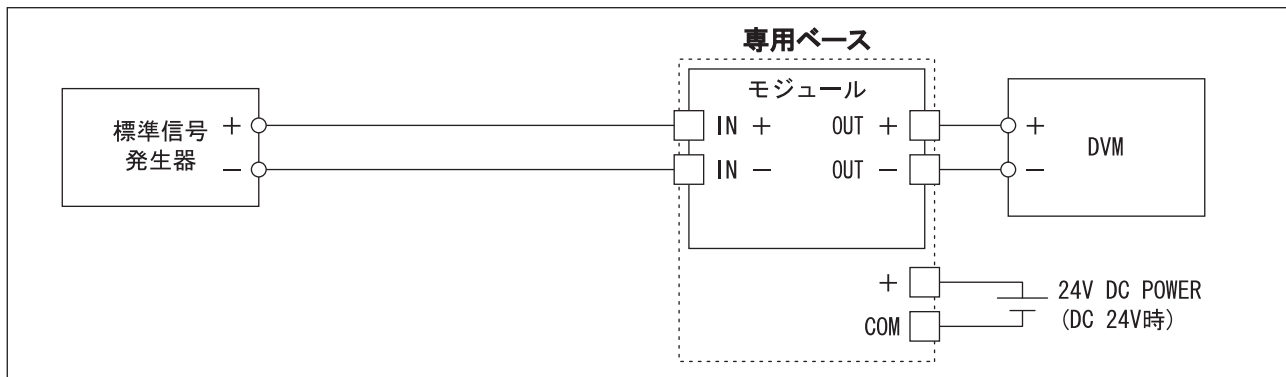 専用ベース
モジュール
標準信号
発生器
+
−
IN +
IN −
OUT +
OUT −
+
−
DVM
+
COM
24V DC POWER
(DC 24V時)